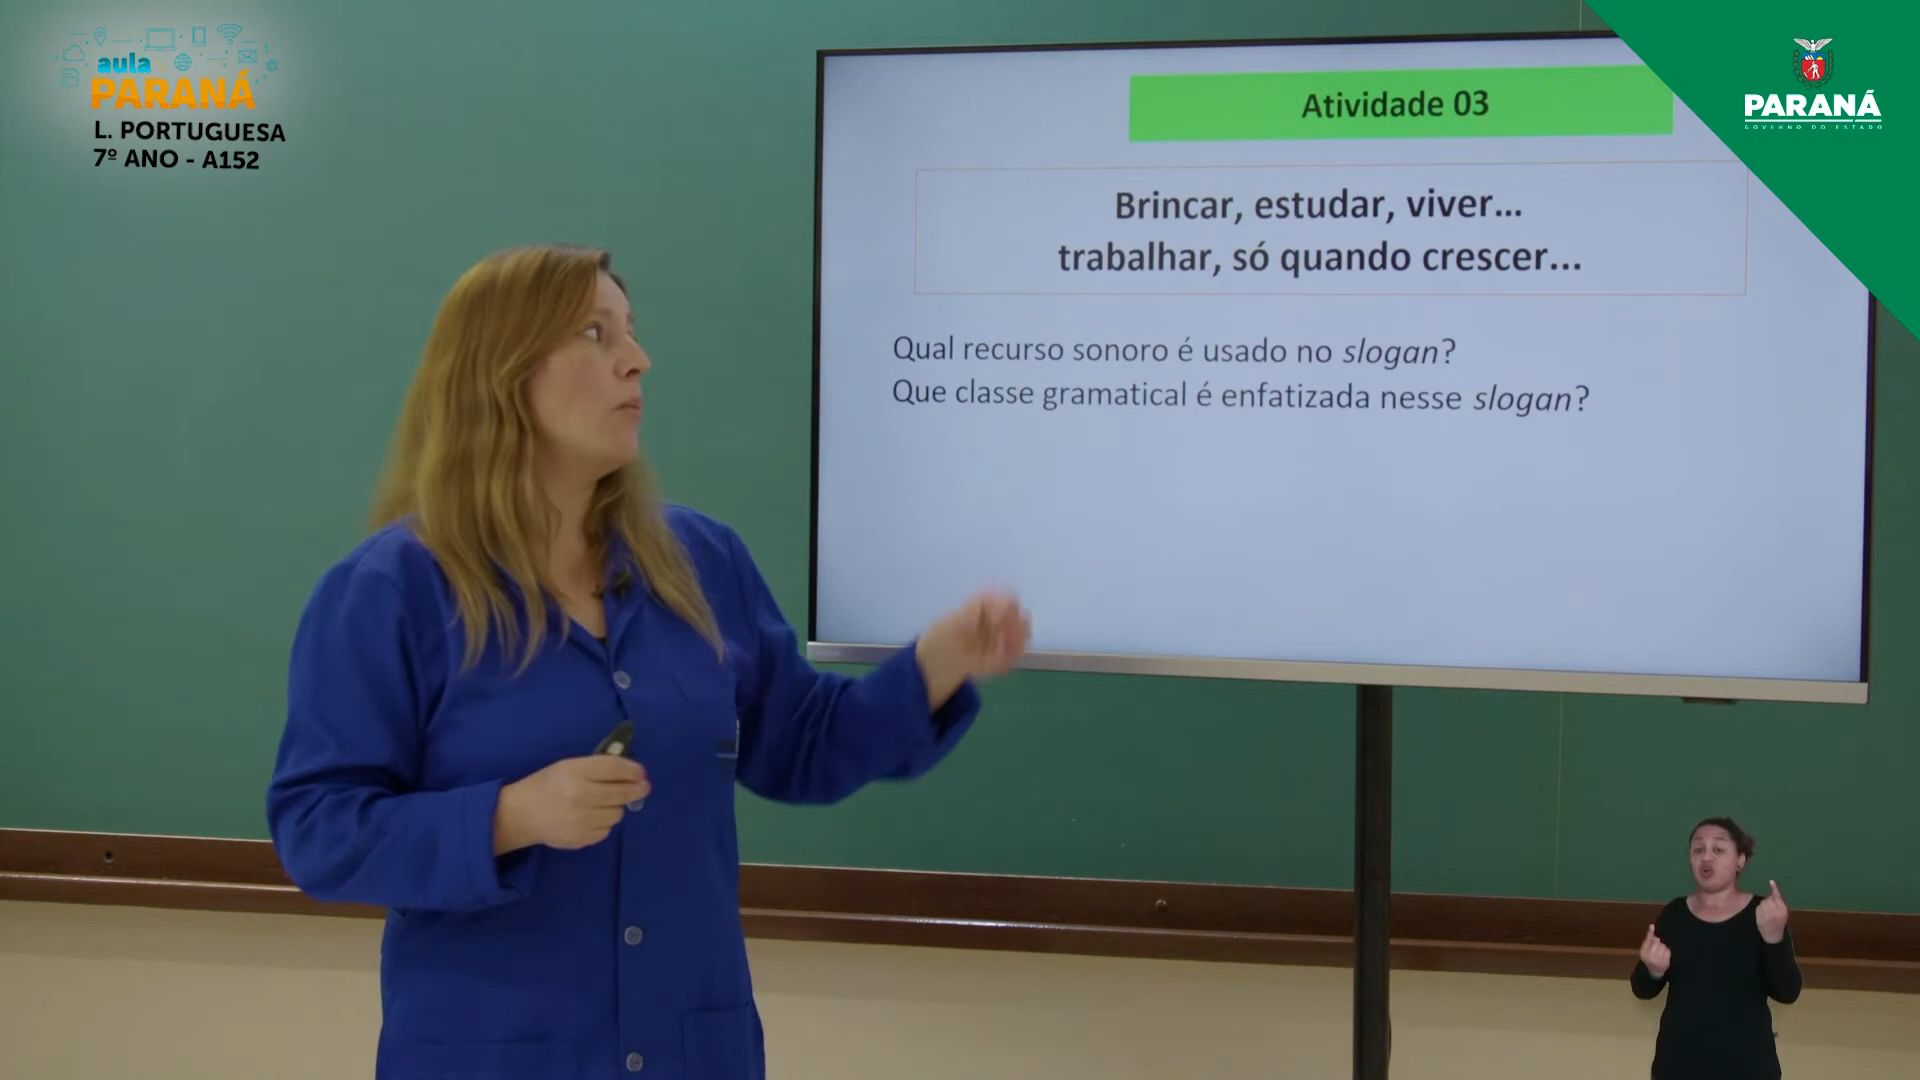 aula
PARANÁ
L. PORTUGUESA
7º ANO - A152
Atividade 03
Brincar, estudar, viver...
trabalhar, só quando crescer...
Qual recurso sonoro é usado no slogan?
Que classe gramatical é enfatizada nesse slogan?
PARANÁ
GOVERNO DO ESTADO